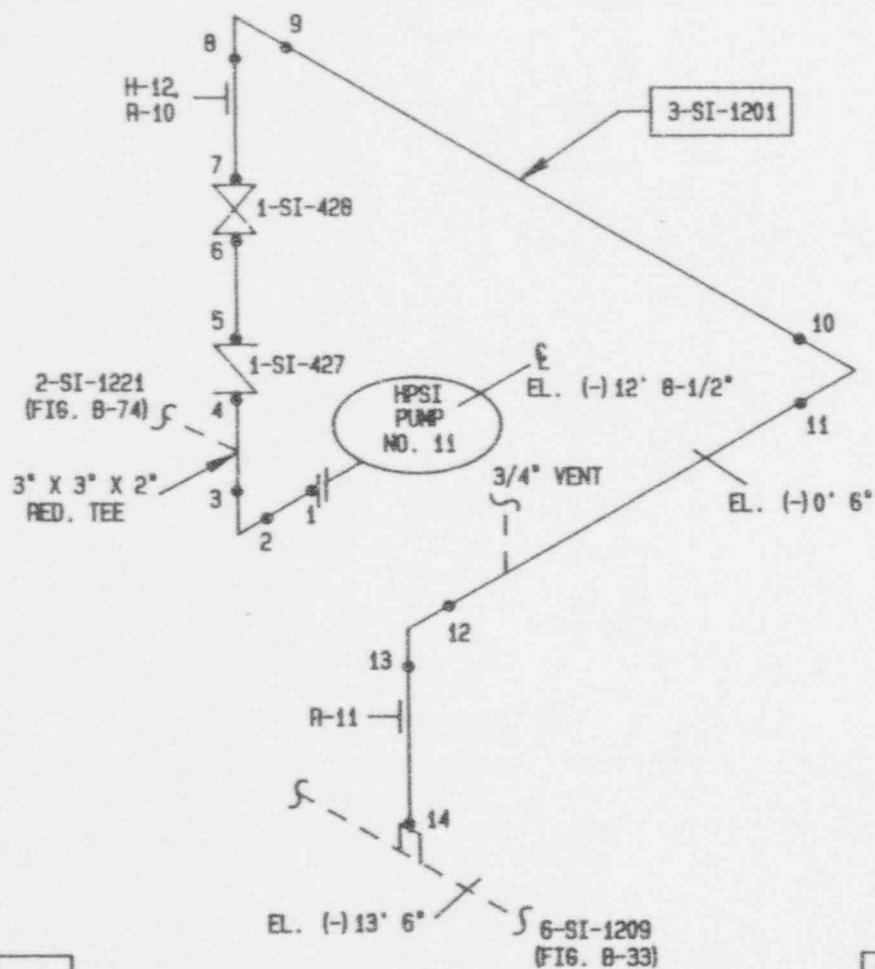 8
9
H-12,
R-10
3-SI-1201
7
1-SI-428
6
5
1-SI-427
10
2-SI-1221
(FIG. B-74)
4
HPSI
PUMP
NO. 11
℄
EL. (-)12' 8-1/2"
11
3" X 3" X 2"
RED. TEE
3
1
2
3/4" VENT
EL. (-)0' 6"
12
13
R-11
14
EL. (-)13' 6"
6-SI-1209
(FIG. B-33)